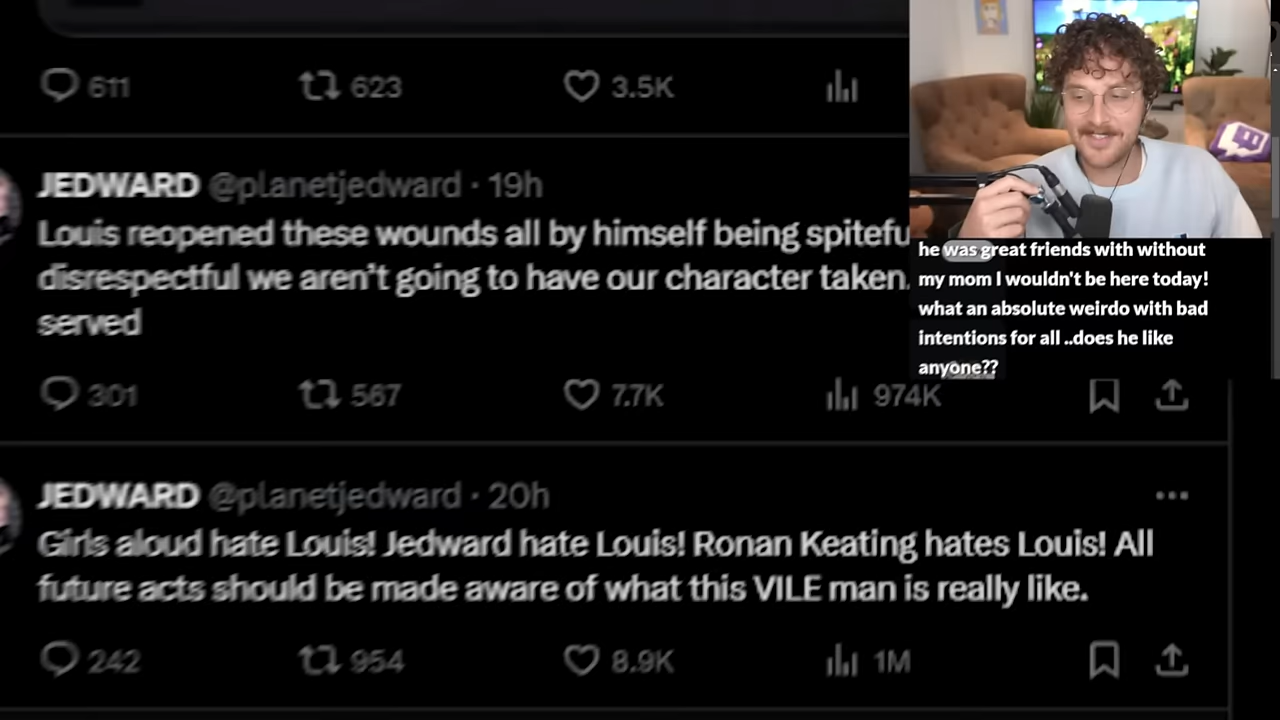 611 623 3.5K
JEDWARD @planetjedward · 19h
Louis reopened these wounds all by himself being spitefu
disrespectful we aren't going to have our character taken.
served
301 567 7.7K 974K
he was great friends with without
my mom I wouldn't be here today!
what an absolute weirdo with bad
intentions for all ..does he like
anyone??
JEDWARD @planetjedward · 20h
Girls aloud hate Louis! Jedward hate Louis! Ronan Keating hates Louis! All
future acts should be made aware of what this VILE man is really like.
242 954 8.9K 1M